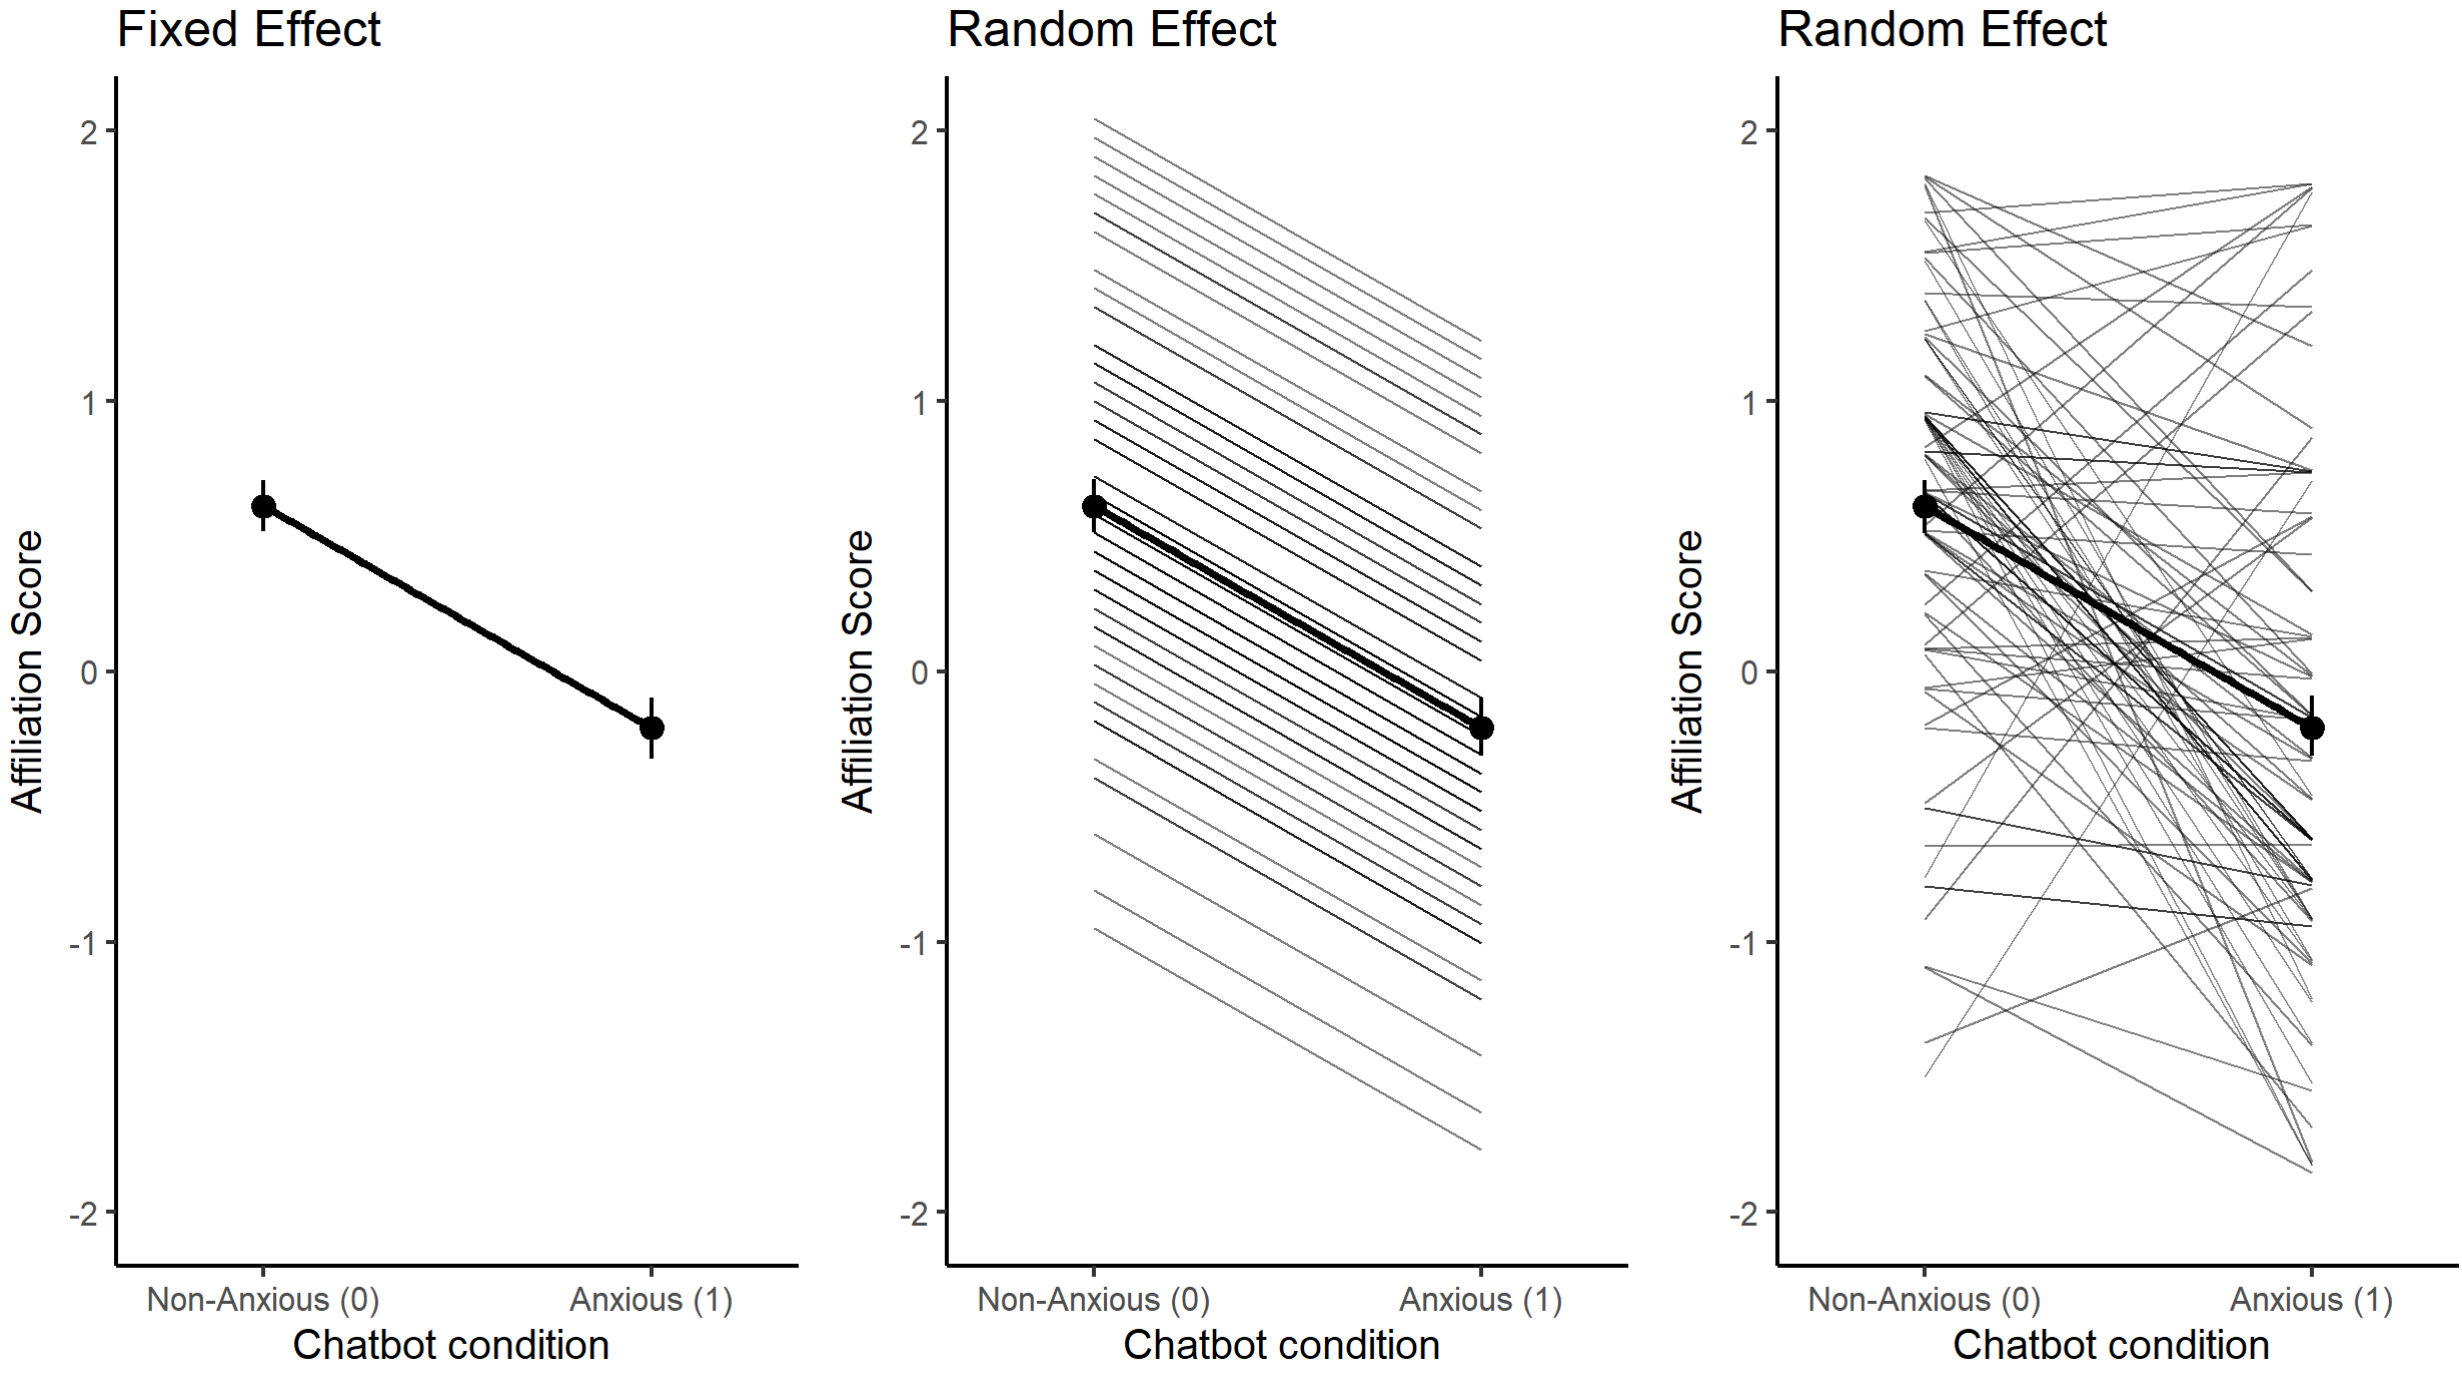 Fixed Effect
2
1
0
-1
-2
Affiliation Score
Non-Anxious (0)
Anxious (1)
Chatbot condition
Random Effect
2
1
0
-1
-2
Affiliation Score
Non-Anxious (0)
Anxious (1)
Chatbot condition
Random Effect
2
1
0
-1
-2
Affiliation Score
Non-Anxious (0)
Anxious (1)
Chatbot condition